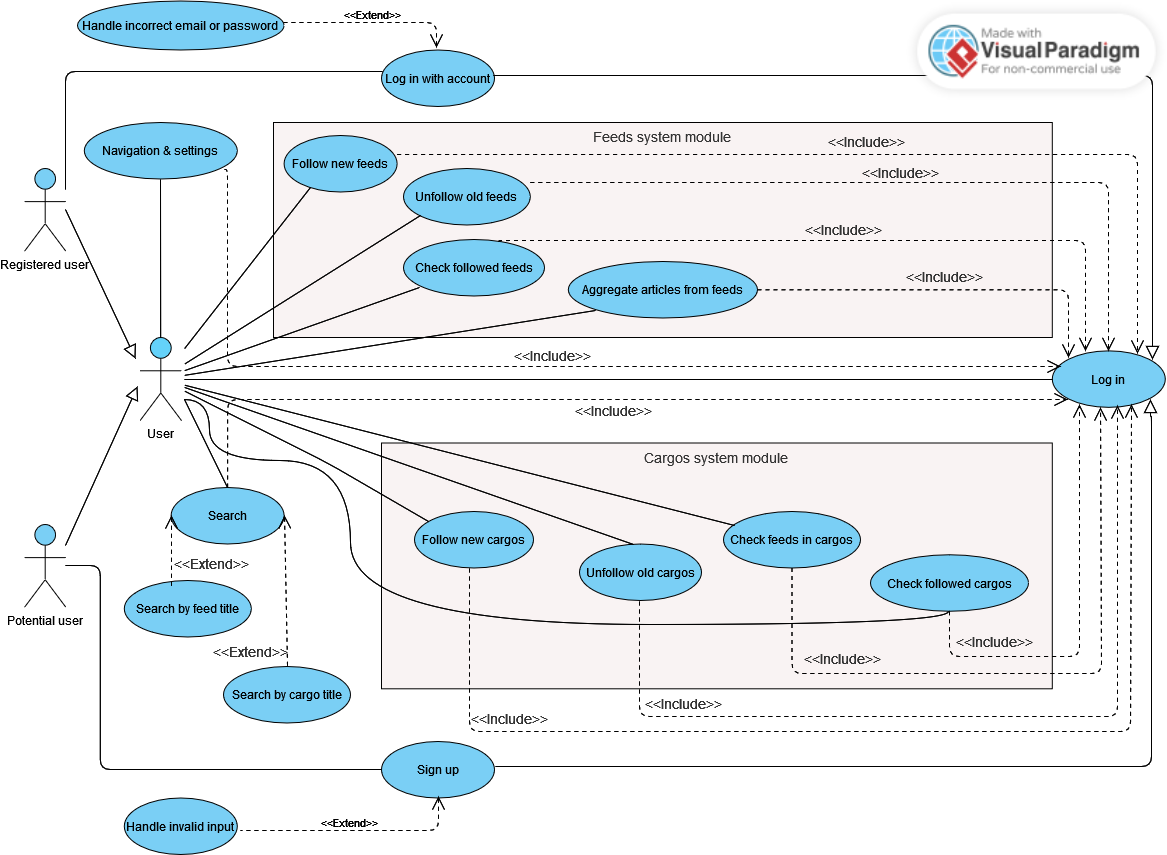 Handle incorrect email or password
<<Extend>>
Made with
VisualParadigm
For non-commercial use
Log in with account
Feeds system module
<<Include>>
Navigation & settings
Follow new feeds
<<Include>>
Unfollow old feeds
<<Include>>
Registered user
Check followed feeds
<<Include>>
Aggregate articles from feeds
<<Include>>
Log in
<<Include>>
User
Cargos system module
Search
Follow new cargos
Check feeds in cargos
<<Extend>>
Unfollow old cargos
Check followed cargos
Search by feed title
Potential user
<<Include>>
<<Extend>>
<<Include>>
Search by cargo title
<<Include>>
<<Include>>
Sign up
Handle invalid input
<<Extend>>